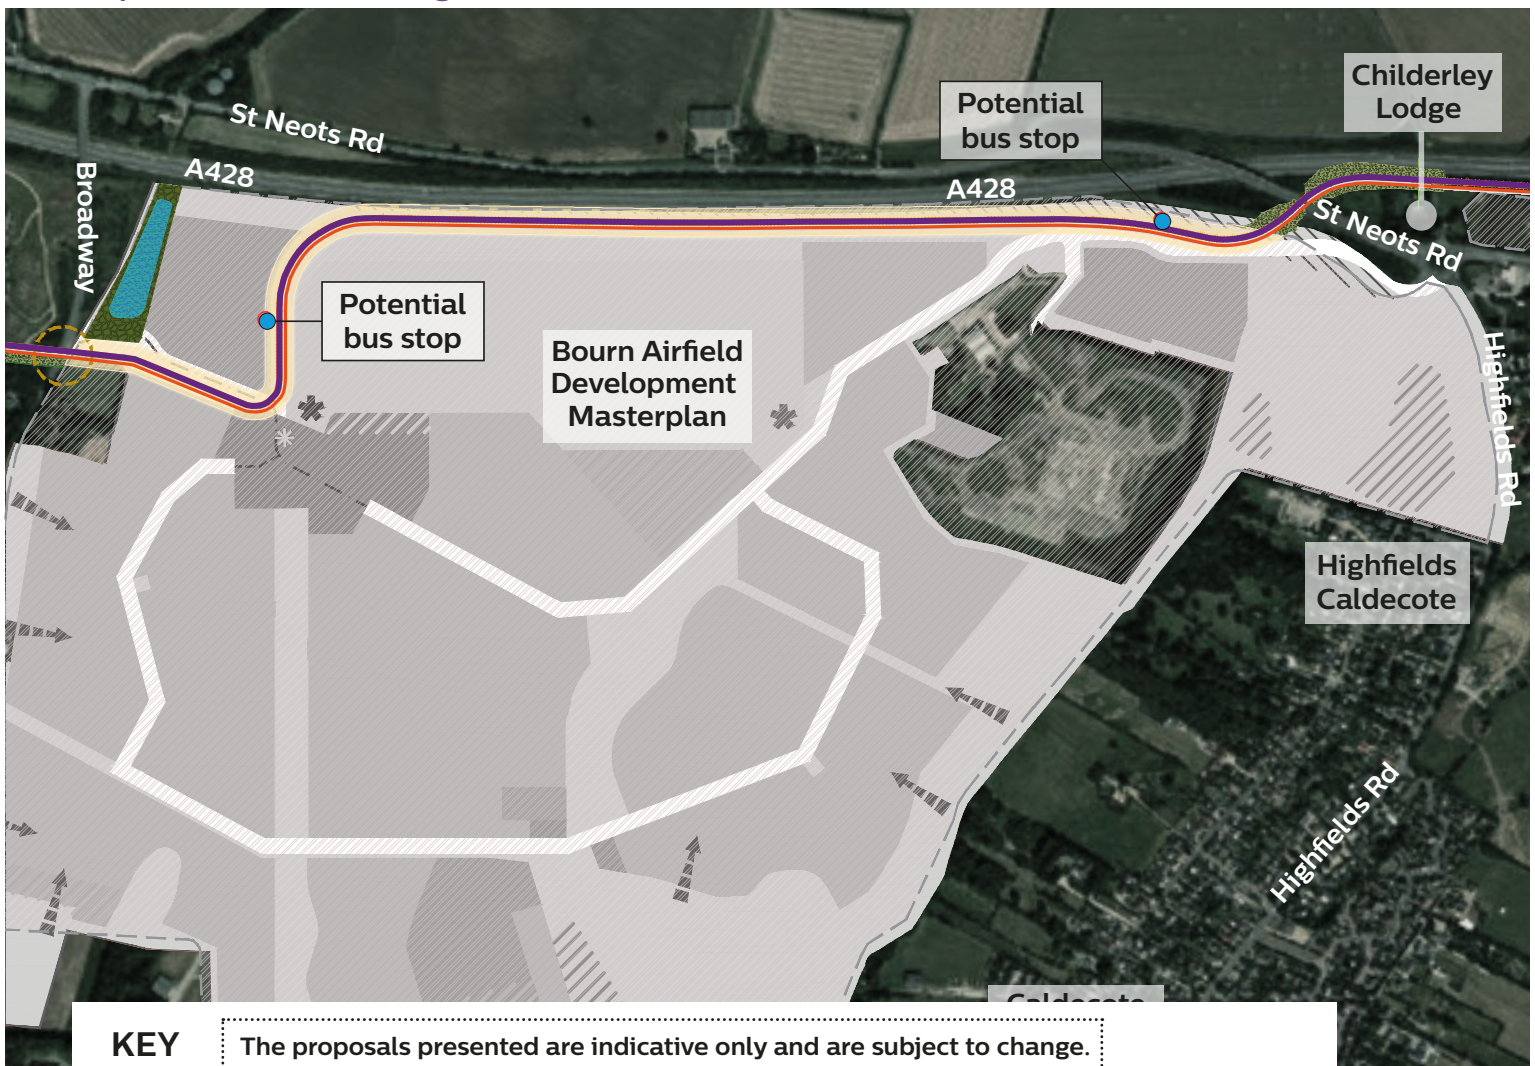 Childerley
Lodge
Potential
bus stop
St Neots Rd
A428
A428
Broadway
St Neots Rd
Potential
bus stop
Bourn Airfield
Development
Masterplan
Highfields Rd
Highfields
Caldecote
Highfields Rd
Caldecote
KEY
The proposals presented are indicative only and are subject to change.